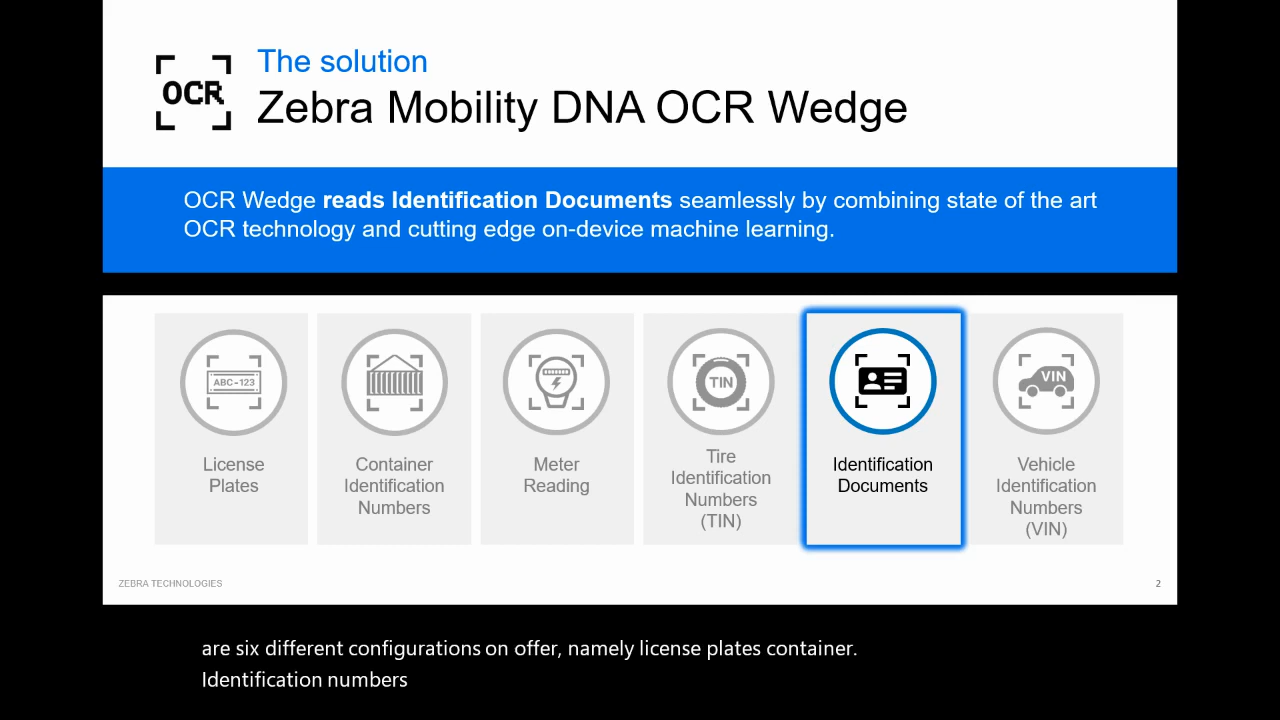 OCR
The solution
Zebra Mobility DNA OCR Wedge
OCR Wedge reads Identification Documents seamlessly by combining state of the art
OCR technology and cutting edge on-device machine learning.
ABC-123
License
Plates
Container
Identification
Numbers
Meter
Reading
TIN
Tire
Identification
Numbers
(TIN)
Identification
Documents
VIN
Vehicle
Identification
Numbers
(VIN)
ZEBRA TECHNOLOGIES
2
are six different configurations on offer, namely license plates container.
Identification numbers